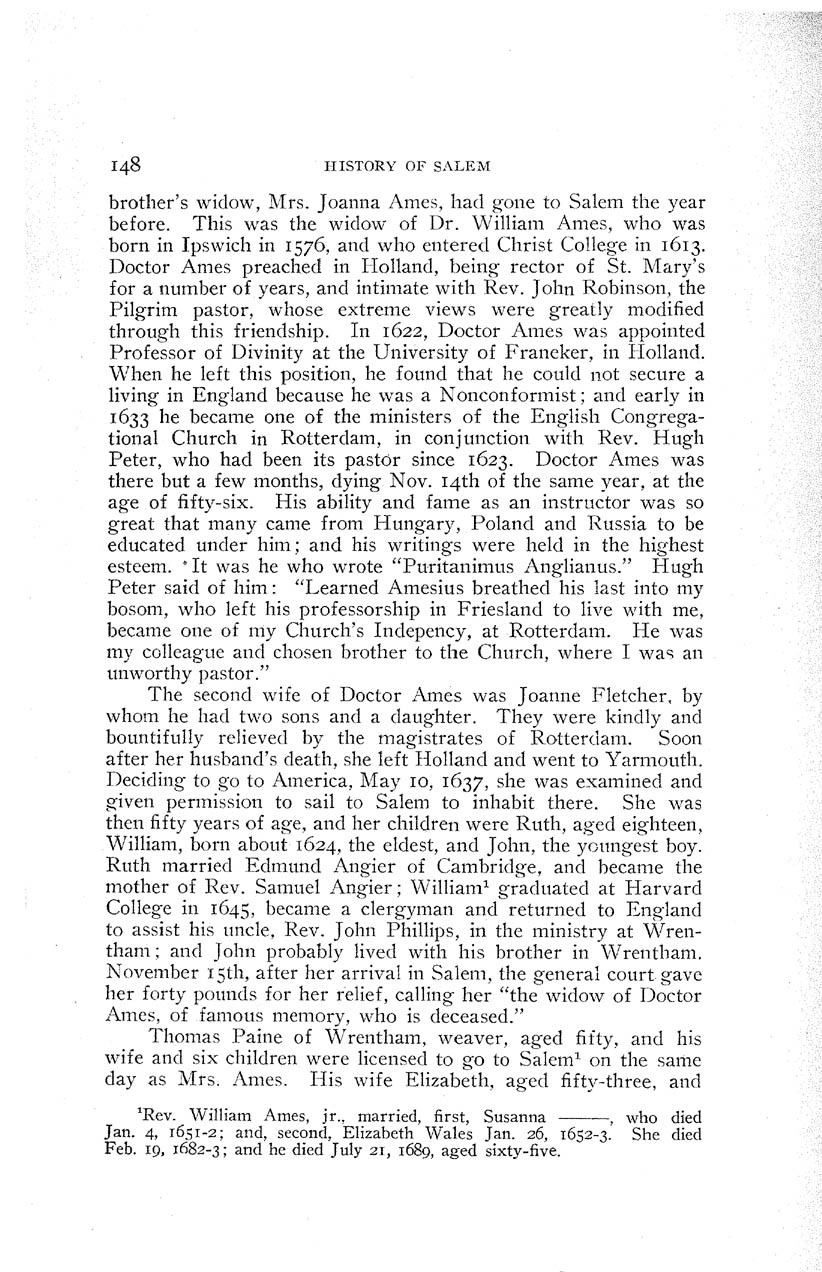 148 HISTORY OF SALEM
brother's widow, Mrs. Joanna Ames, had gone to Salem the year
before. This was the widow of Dr. William Ames, who was
born in Ipswich in 1576, and who entered Christ College in 1613.
Doctor Ames preached in Holland, being rector of St. Mary's
for a number of years, and intimate with Rev. John Robinson, the
Pilgrim pastor, whose extreme views were greatly modified
through this friendship. In 1622, Doctor Ames was appointed
Professor of Divinity at the University of Franeker, in Holland.
When he left this position, he found that he could not secure a
living in England because he was a Nonconformist; and early in
1633 he became one of the ministers of the English Congrega-
tional Church in Rotterdam, in conjunction with Rev. Hugh
Peter, who had been its pastor since 1623. Doctor Ames was
there but a few months, dying Nov. 14th of the same year, at the
age of fifty-six. His ability and fame as an instructor was so
great that many came from Hungary, Poland and Russia to be
educated under him; and his writings were held in the highest
esteem. It was he who wrote "Puritanimus Anglianus." Hugh
Peter said of him: "Learned Amesius breathed his last into my
bosom, who left his professorship in Friesland to live with me,
became one of my Church's Indepency, at Rotterdam. He was
my colleague and chosen brother to the Church, where I was an
unworthy pastor."
The second wife of Doctor Ames was Joanne Fletcher, by
whom he had two sons and a daughter. They were kindly and
bountifully relieved by the magistrates of Rotterdam. Soon
after her husband's death, she left Holland and went to Yarmouth.
Deciding to go to America, May 10, 1637, she was examined and
given permission to sail to Salem to inhabit there. She was
then fifty years of age, and her children were Ruth, aged eighteen,
William, born about 1624, the eldest, and John, the youngest boy.
Ruth married Edmund Angier of Cambridge, and became the
mother of Rev. Samuel Angier; William¹ graduated at Harvard
College in 1645, became a clergyman and returned to England
to assist his uncle, Rev. John Phillips, in the ministry at Wren-
tham; and John probably lived with his brother in Wrentham.
November 15th, after her arrival in Salem, the general court gave
her forty pounds for her relief, calling her "the widow of Doctor
Ames, of famous memory, who is deceased."
Thomas Paine of Wrentham, weaver, aged fifty, and his
wife and six children were licensed to go to Salem¹ on the same
day as Mrs. Ames. His wife Elizabeth, aged fifty-three, and
¹Rev. William Ames, jr., married, first, Susanna ———, who died
Jan. 4, 1651-2; and, second, Elizabeth Wales Jan. 26, 1652-3. She died
Feb. 19, 1682-3; and he died July 21, 1689, aged sixty-five.